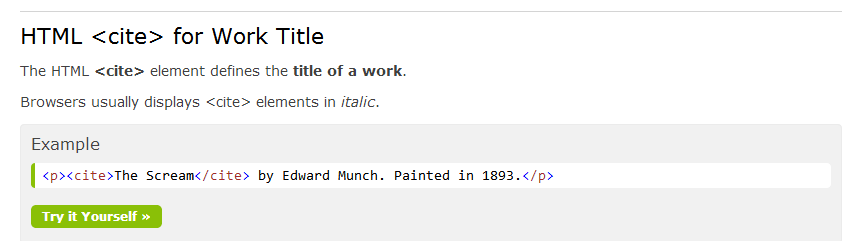 HTML <cite> for Work Title
The HTML <cite> element defines the title of a work.
Browsers usually displays <cite> elements in italic.
Example
<p><cite>The Scream</cite> by Edward Munch. Painted in 1893.</p>
Try it Yourself »